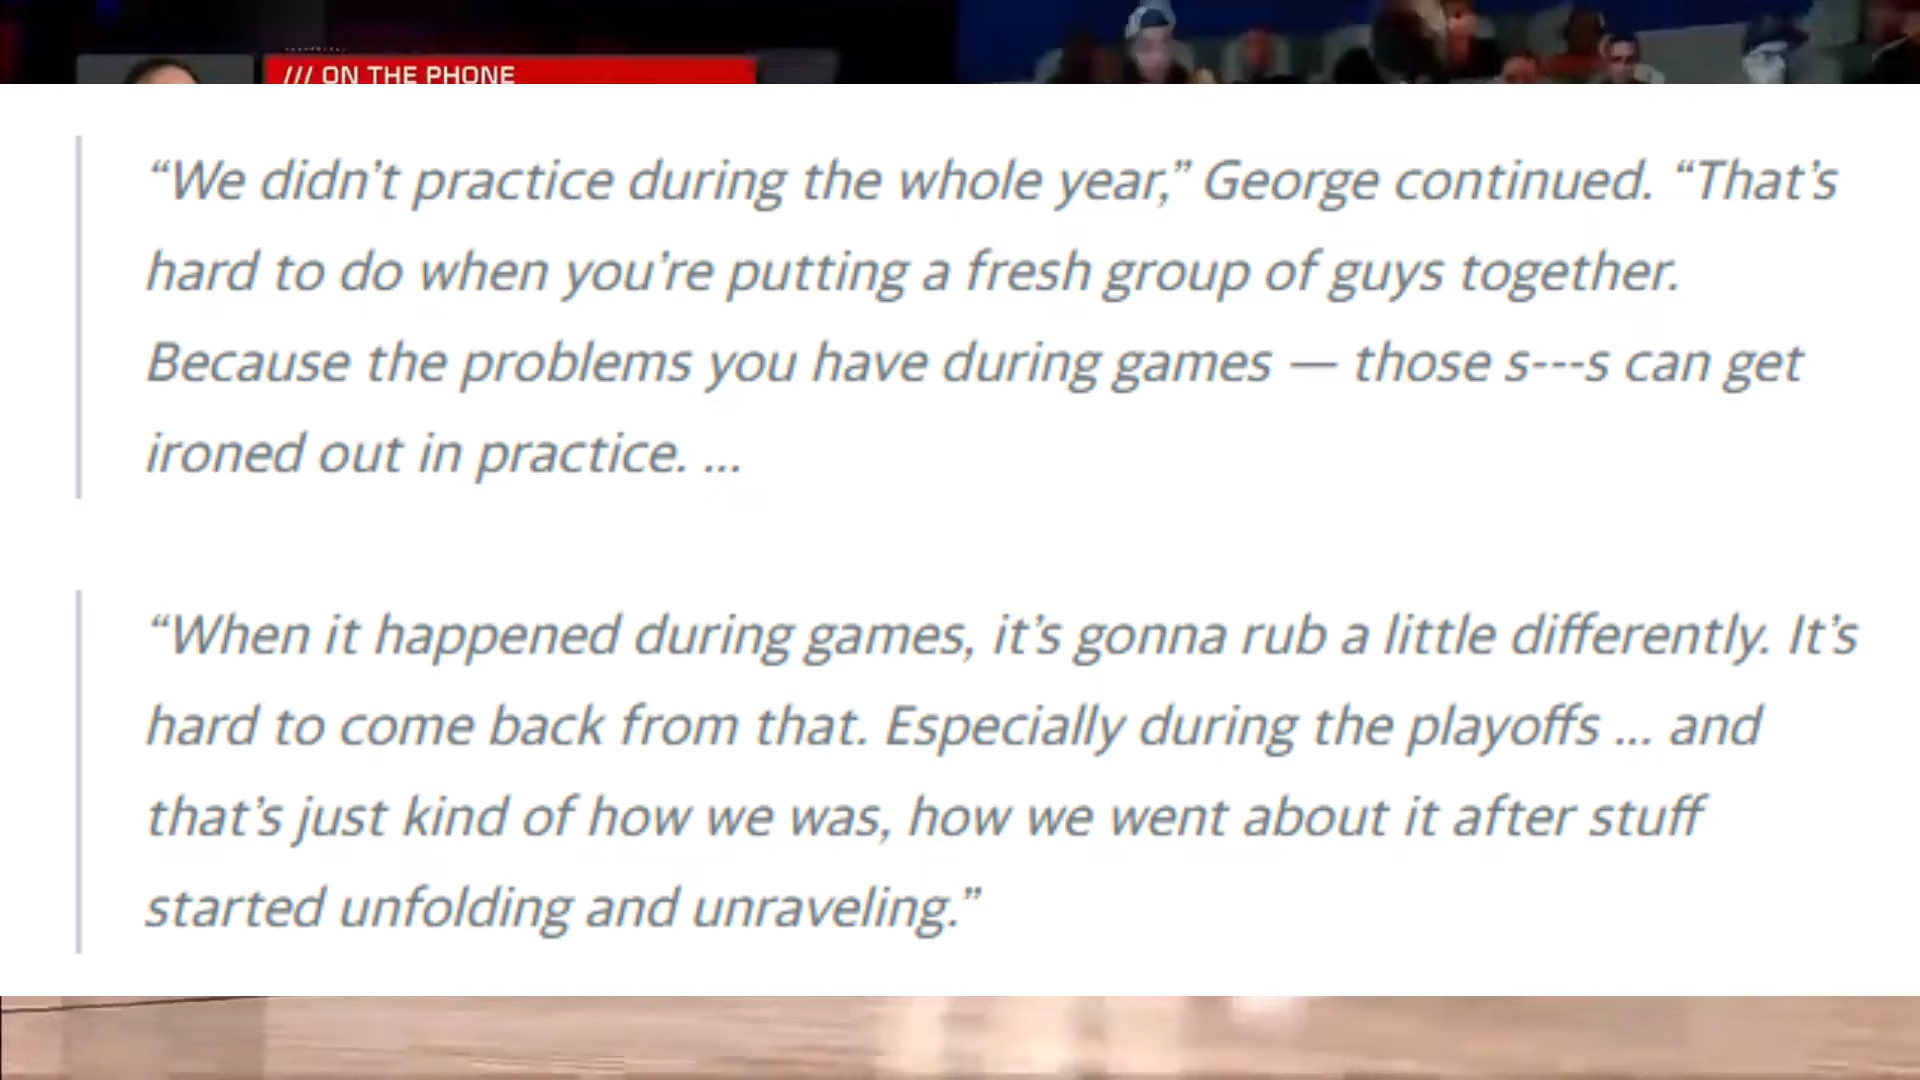 /// ON THE PHONE
“We didn’t practice during the whole year,” George continued. “That’s
hard to do when you’re putting a fresh group of guys together.
Because the problems you have during games — those s---s can get
ironed out in practice. ...
“When it happened during games, it’s gonna rub a little differently. It’s
hard to come back from that. Especially during the playoffs ... and
that’s just kind of how we was, how we went about it after stuff
started unfolding and unraveling.”